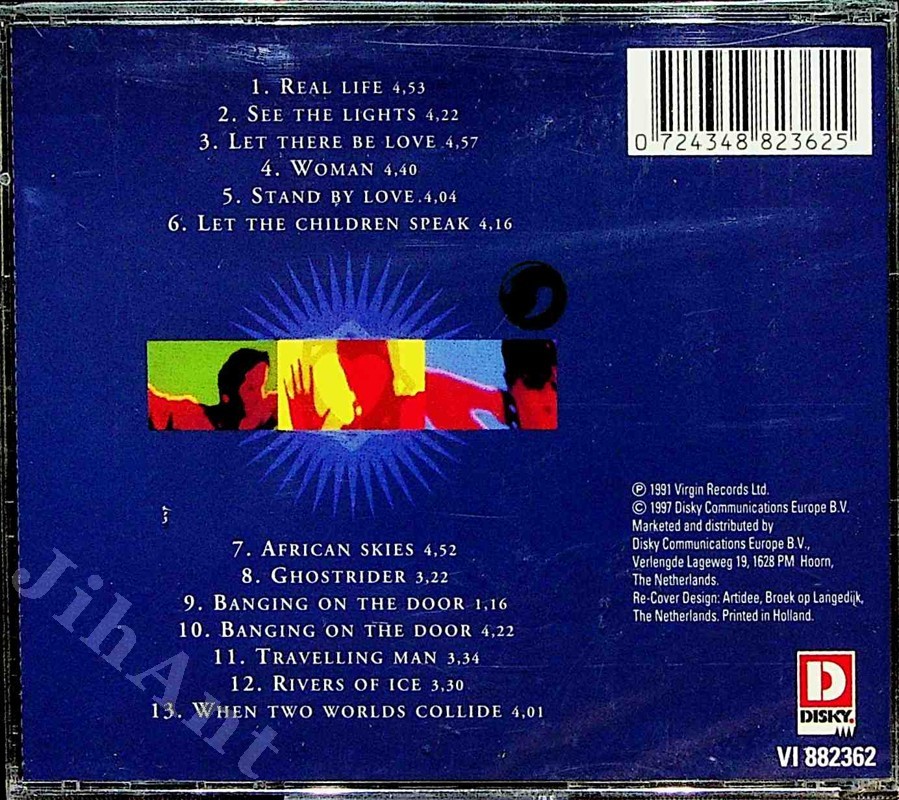 1. REAL LIFE 4,53
2. SEE THE LIGHTS 4,22
3. LET THERE BE LOVE 4,57
4. WOMAN 4,40
5. STAND BY LOVE.4,04
6. LET THE CHILDREN SPEAK 4,16
0 724348 823625
7. AFRICAN SKIES 4,52
8. GHOSTRIDER 3,22
9. BANGING ON THE DOOR 1,16
10. BANGING ON THE DOOR 4,22
11. TRAVELLING MAN 3,34
12. RIVERS OF ICE 3,30
13. WHEN TWO WORLDS COLLIDE 4,01
℗ 1991 Virgin Records Ltd.
© 1997 Disky Communications Europe B.V.
Marketed and distributed by
Disky Communications Europe B.V.,
Verlengde Lageweg 19, 1628 PM Hoorn,
The Netherlands.
Re-Cover Design: Artidee, Broek op Langedijk,
The Netherlands. Printed in Holland.
D
DISKY.
VI 882362
JihAnt